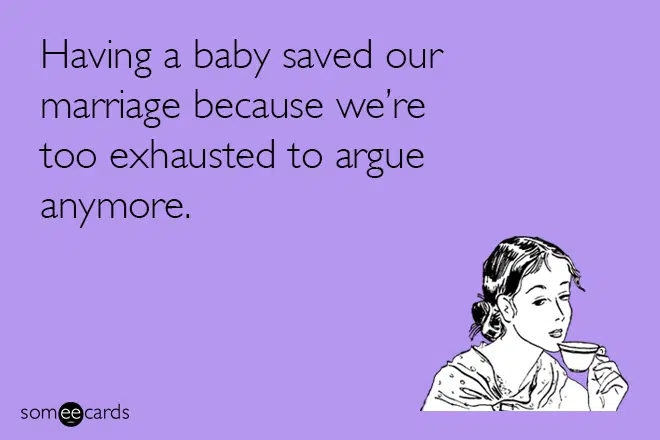 Having a baby saved our
marriage because we’re
too exhausted to argue
anymore.
someecards